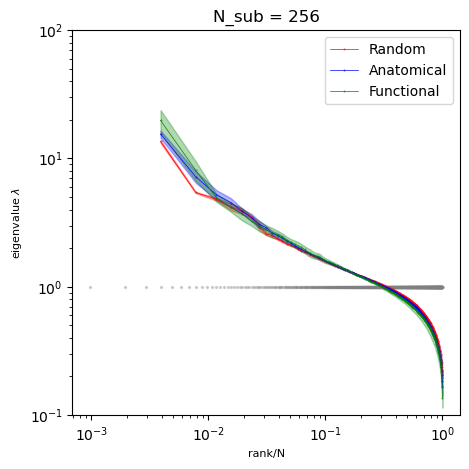 N_sub = 256
10²
Random
Anatomical
Functional
10¹
eigenvalue λ
10⁰
10⁻¹
10⁻³
10⁻²
10⁻¹
10⁰
rank/N